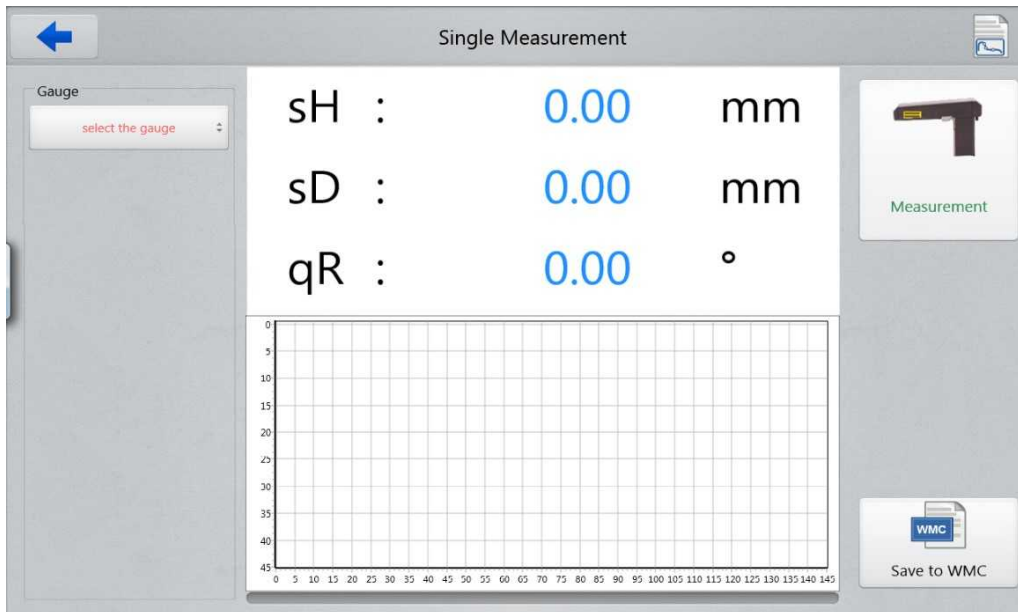 Single Measurement
Gauge
select the gauge
sH : 0.00 mm
sD : 0.00 mm
qR : 0.00 °
Measurement
0
5
10
15
20
25
30
35
40
45
0 5 10 15 20 25 30 35 40 45 50 55 60 65 70 75 80 85 90 95 100 105 110 115 120 125 130 135 140 145
WMC
Save to WMC